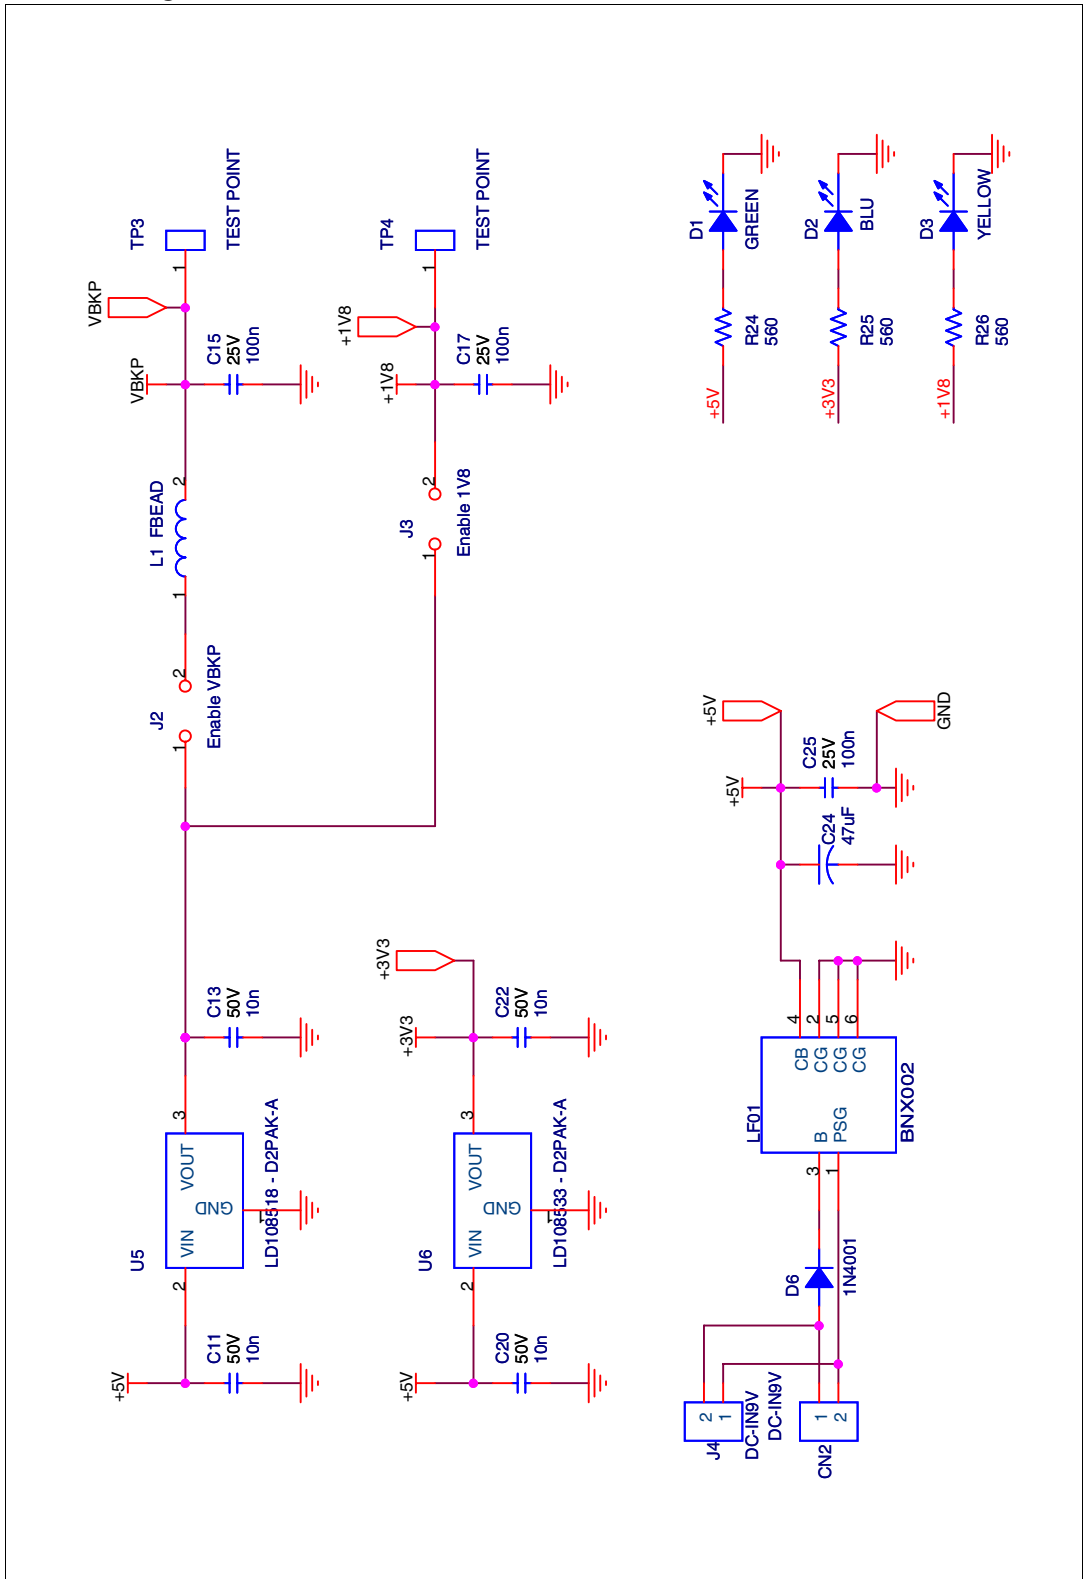 VBKP
VBKP
TP3
1
TEST POINT
C15
25V
100n
L1 FBEAD
1
2
J2
1
2
Enable VBKP
+1V8
+1V8
TP4
1
TEST POINT
C17
25V
100n
J3
1
2
Enable 1V8
C13
50V
10n
U5
VIN
VOUT
GND
2
3
1
LD108518 - D2PAK-A
+5V
C11
50V
10n
+3V3
+3V3
C22
50V
10n
U6
VIN
VOUT
GND
2
3
1
LD108533 - D2PAK-A
+5V
C20
50V
10n
D1
GREEN
R24
560
+5V
D2
BLU
R25
560
+3V3
D3
YELLOW
R26
560
+1V8
+5V
+5V
GND
C25
25V
100n
C24
47uF
LF01
BNX002
B
PSG
CB
CG
CG
CG
3
1
4
2
5
6
D6
1N4001
J4
2
1
DC-IN9V
DC-IN9V
CN2
1
2